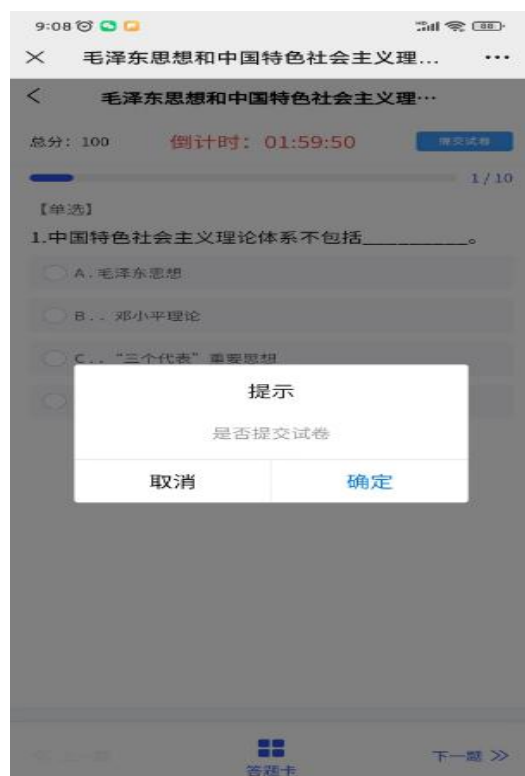 9:08
88
毛泽东思想和中国特色社会主义理...
毛泽东思想和中国特色社会主义理...
总分：100 倒计时：01:59:50 提交试卷
1/10
【单选】
1.中国特色社会主义理论体系不包括_________。
A.毛泽东思想
B.. 邓小平理论
C.. “三个代表”重要思想
提示
是否提交试卷
取消 确定
答题卡
下一题